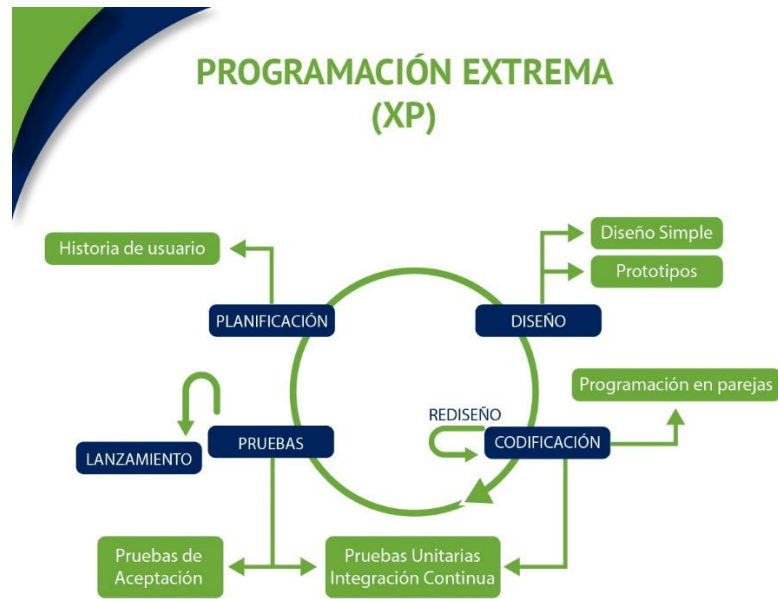 PROGRAMACIÓN EXTREMA
(XP)
Historia de usuario
Diseño Simple
Prototipos
PLANIFICACIÓN
DISEÑO
Programación en parejas
REDISEÑO
CODIFICACIÓN
PRUEBAS
LANZAMIENTO
Pruebas de
Aceptación
Pruebas Unitarias
Integración Continua